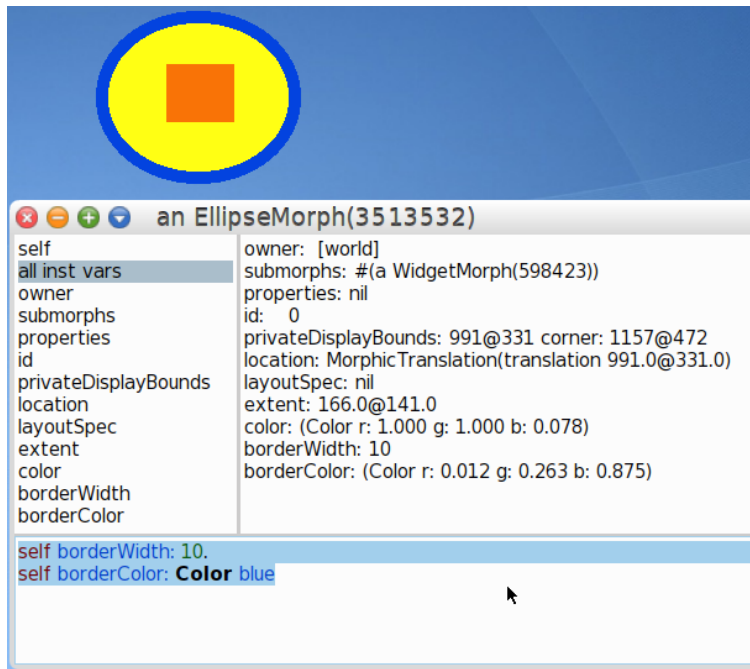 an EllipseMorph(3513532)
self
all inst vars
owner
submorphs
properties
id
privateDisplayBounds
location
layoutSpec
extent
color
borderWidth
borderColor
owner: [world]
submorphs: #(a WidgetMorph(598423))
properties: nil
id: 0
privateDisplayBounds: 991@331 corner: 1157@472
location: MorphicTranslation(translation 991.0@331.0)
layoutSpec: nil
extent: 166.0@141.0
color: (Color r: 1.000 g: 1.000 b: 0.078)
borderWidth: 10
borderColor: (Color r: 0.012 g: 0.263 b: 0.875)
self borderWidth: 10.
self borderColor: Color blue